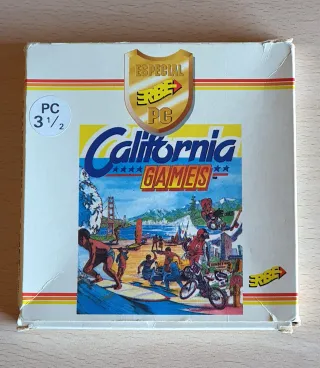 ESPECIAL
ERBE
PC
PC
3 1/2
California
GAMES
ERBE